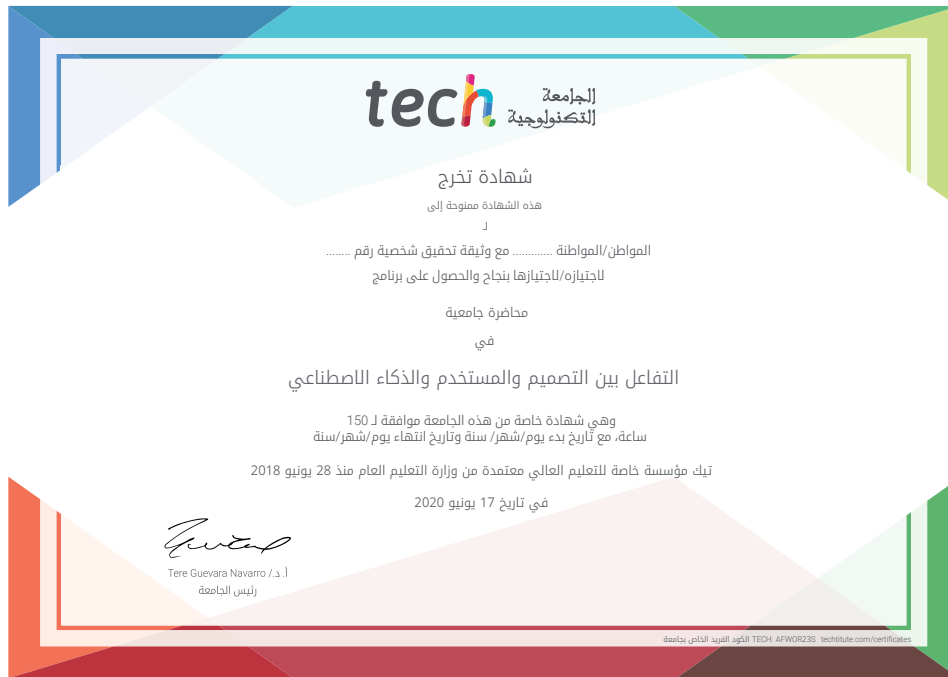 tech الجامعة
التكنولوجية
شهادة تخرج
هذه الشهادة ممنوحة إلى
لـ
المواطن/المواطنة ............ مع وثيقة تحقيق شخصية رقم ........
لاجتيازه/لاجتيازها بنجاح والحصول على برنامج
محاضرة جامعية
في
التفاعل بين التصميم والمستخدم والذكاء الاصطناعي
وهي شهادة خاصة من هذه الجامعة موافقة لـ 150
ساعة، مع تاريخ بدء يوم/شهر/ سنة وتاريخ انتهاء يوم/شهر/سنة
تيك مؤسسة خاصة للتعليم العالي معتمدة من وزارة التعليم العام منذ 28 يونيو 2018
في تاريخ 17 يونيو 2020
أ. د./ Tere Guevara Navarro
رئيس الجامعة
الكود الفريد الخاص بجامعة TECH: AFWOR23S techtitute.com/certificates